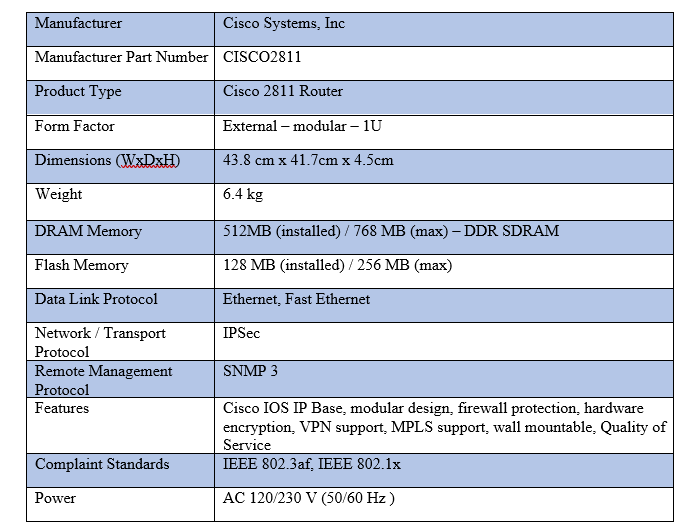 Manufacturer Cisco Systems, Inc
Manufacturer Part Number CISCO2811
Product Type Cisco 2811 Router
Form Factor External – modular – 1U
Dimensions (WxDxH) 43.8 cm x 41.7cm x 4.5cm
Weight 6.4 kg
DRAM Memory 512MB (installed) / 768 MB (max) – DDR SDRAM
Flash Memory 128 MB (installed) / 256 MB (max)
Data Link Protocol Ethernet, Fast Ethernet
Network / Transport IPSec
Protocol
Remote Management SNMP 3
Protocol
Features Cisco IOS IP Base, modular design, firewall protection, hardware
encryption, VPN support, MPLS support, wall mountable, Quality of
Service
Complaint Standards IEEE 802.3af, IEEE 802.1x
Power AC 120/230 V (50/60 Hz )